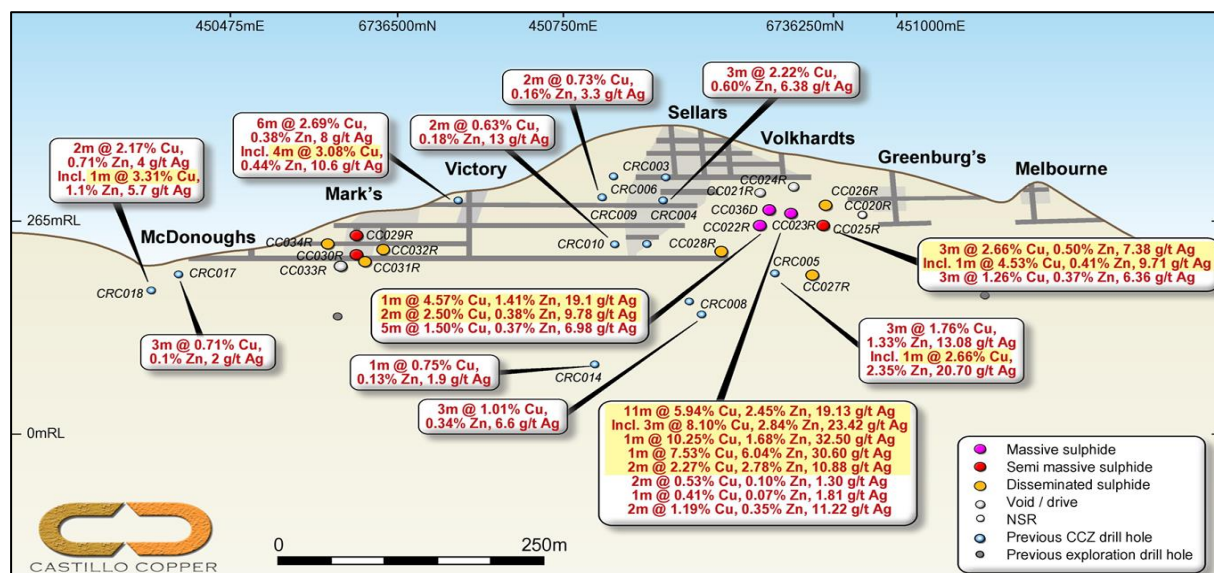 450475mE
6736500mN
450750mE
6736250mN
451000mE
2m @ 0.73% Cu,
0.16% Zn, 3.3 g/t Ag
3m @ 2.22% Cu,
0.60% Zn, 6.38 g/t Ag
Sellars
6m @ 2.69% Cu,
0.38% Zn, 8 g/t Ag
Incl. 4m @ 3.08% Cu,
0.44% Zn, 10.6 g/t Ag
2m @ 0.63% Cu,
0.18% Zn, 13 g/t Ag
2m @ 2.17% Cu,
0.71% Zn, 4 g/t Ag
Incl. 1m @ 3.31% Cu,
1.1% Zn, 5.7 g/t Ag
Volkhardts
Victory
Greenburg's
Melbourne
Mark's
McDonoughs
265mRL
CRC003
CRC006
CRC009
CRC004
CRC010
CC024R
CC021R
CC036D
CC022R
CC023R
CC026R
CC020R
CC025R
CC028R
CC029R
CC034R
CC030R
CC032R
CC033R
CC031R
CRC017
CRC018
CRC005
CC027R
CRC008
CRC014
3m @ 2.66% Cu, 0.50% Zn, 7.38 g/t Ag
Incl. 1m @ 4.53% Cu, 0.41% Zn, 9.71 g/t Ag
3m @ 1.26% Cu, 0.37% Zn, 6.36 g/t Ag
1m @ 4.57% Cu, 1.41% Zn, 19.1 g/t Ag
2m @ 2.50% Cu, 0.38% Zn, 9.78 g/t Ag
5m @ 1.50% Cu, 0.37% Zn, 6.98 g/t Ag
3m @ 0.71% Cu,
0.1% Zn, 2 g/t Ag
3m @ 1.76% Cu,
1.33% Zn, 13.08 g/t Ag
Incl. 1m @ 2.66% Cu,
2.35% Zn, 20.70 g/t Ag
1m @ 0.75% Cu,
0.13% Zn, 1.9 g/t Ag
3m @ 1.01% Cu,
0.34% Zn, 6.6 g/t Ag
11m @ 5.94% Cu, 2.45% Zn, 19.13 g/t Ag
Incl. 3m @ 8.10% Cu, 2.84% Zn, 23.42 g/t Ag
1m @ 10.25% Cu, 1.68% Zn, 32.50 g/t Ag
1m @ 7.53% Cu, 6.04% Zn, 30.60 g/t Ag
2m @ 2.27% Cu, 2.78% Zn, 10.88 g/t Ag
2m @ 0.53% Cu, 0.10% Zn, 1.30 g/t Ag
1m @ 0.41% Cu, 0.07% Zn, 1.81 g/t Ag
2m @ 1.19% Cu, 0.35% Zn, 11.22 g/t Ag
0mRL
Massive sulphide
Semi massive sulphide
Disseminated sulphide
Void / drive
NSR
Previous CCZ drill hole
Previous exploration drill hole
0
250m
CASTILLO COPPER